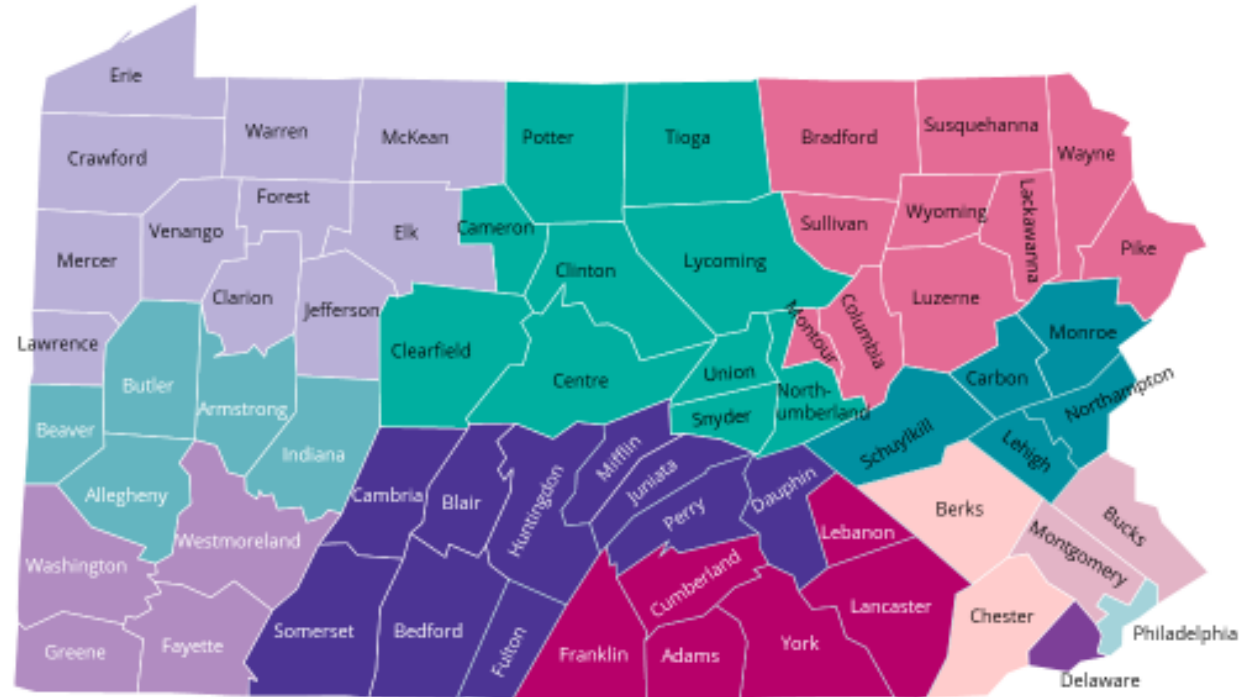 Erie
Warren
McKean
Potter
Tioga
Bradford
Susquehanna
Wayne
Crawford
Forest
Venango
Elk
Cameron
Clinton
Lycoming
Sullivan
Wyoming
Lackawanna
Pike
Mercer
Clarion
Jefferson
Luzerne
Lawrence
Clearfield
Centre
Union
Montour
Columbia
Monroe
Butler
Armstrong
Snyder
North-
umberland
Carbon
Northampton
Beaver
Indiana
Schuylkill
Lehigh
Allegheny
Cambria
Blair
Huntingdon
Mifflin
Juniata
Perry
Dauphin
Lebanon
Berks
Bucks
Montgomery
Washington
Westmoreland
Cumberland
Lancaster
Chester
Philadelphia
Greene
Fayette
Somerset
Bedford
Fulton
Franklin
Adams
York
Delaware